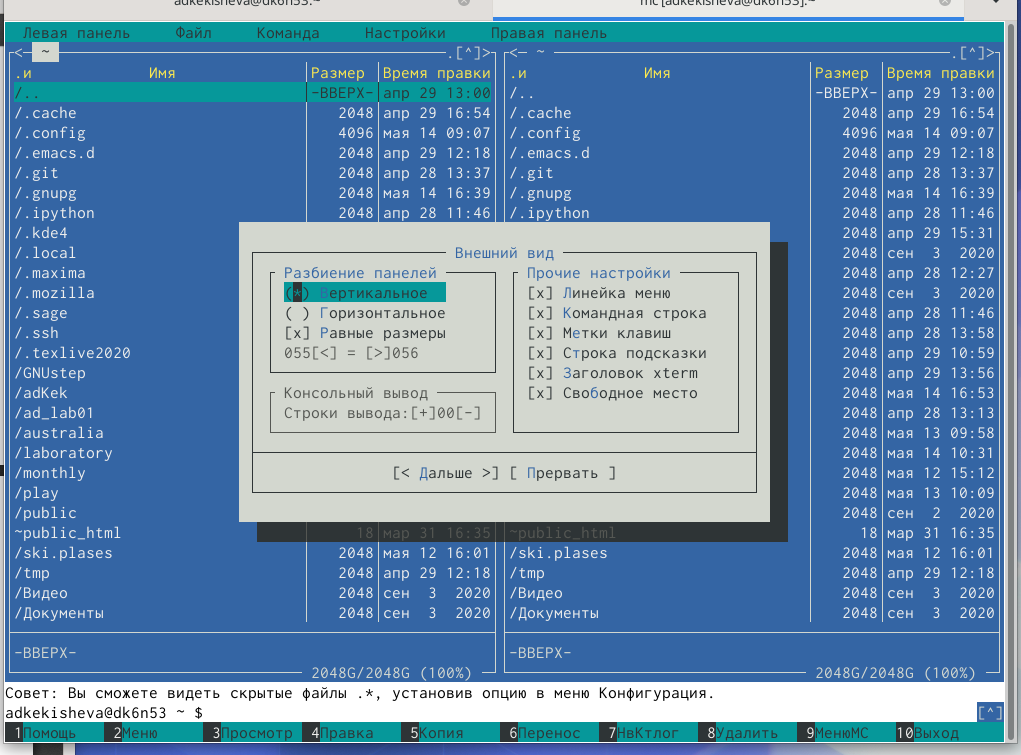 adkekisheva@dk6n53:~ mc [adkekisheva@dk6n53]:~
Левая панель Файл Команда Настройки Правая панель
<─ ~ .[^]> <─ ~ .[^]>
.и Имя Размер Время правки .и Имя Размер Время правки
/.. -ВВЕРХ- апр 29 13:00 /.. -ВВЕРХ- апр 29 13:00
/.cache 2048 апр 29 16:54 /.cache 2048 апр 29 16:54
/.config 4096 мая 14 09:07 /.config 4096 мая 14 09:07
/.emacs.d 2048 апр 29 12:18 /.emacs.d 2048 апр 29 12:18
/.git 2048 апр 28 13:37 /.git 2048 апр 28 13:37
/.gnupg 2048 мая 14 16:39 /.gnupg 2048 мая 14 16:39
/.ipython 2048 апр 28 11:46 /.ipython 2048 апр 28 11:46
/.kde4 2048 апр 29 15:31
/.local Внешний вид 2048 сен 3 2020
/.maxima Разбиение панелей Прочие настройки 2048 апр 28 12:27
/.mozilla (*) Вертикальное [x] Линейка меню 2048 сен 3 2020
/.sage ( ) Горизонтальное [x] Командная строка 2048 апр 28 11:46
/.ssh [x] Равные размеры [x] Метки клавиш 2048 апр 28 13:58
/.texlive2020 055[<] = [>]056 [x] Строка подсказки 2048 апр 29 10:59
/GNUstep [x] Заголовок xterm 2048 апр 29 13:56
/adKek Консольный вывод [x] Свободное место 2048 мая 14 16:53
/ad_lab01 Строки вывода:[+]00[-] 2048 апр 28 13:13
/australia 2048 мая 13 09:58
/laboratory 2048 мая 14 10:31
/monthly [< Дальше >] [ Прервать ] 2048 мая 12 15:12
/play 2048 мая 13 10:09
/public 2048 сен 2 2020
~public_html 18 мар 31 16:35 ~public_html 18 мар 31 16:35
/ski.plases 2048 мая 12 16:01 /ski.plases 2048 мая 12 16:01
/tmp 2048 апр 29 12:18 /tmp 2048 апр 29 12:18
/Видео 2048 сен 3 2020 /Видео 2048 сен 3 2020
/Документы 2048 сен 3 2020 /Документы 2048 сен 3 2020
-ВВЕРХ- -ВВЕРХ-
2048G/2048G (100%) 2048G/2048G (100%)
Совет: Вы сможете видеть скрытые файлы .*, установив опцию в меню Конфигурация.
adkekisheva@dk6n53 ~ $ [^]
1Помощь 2Меню 3Просмотр 4Правка 5Копия 6Перенос 7НвКтлог 8Удалить 9МенюМС 10Выход